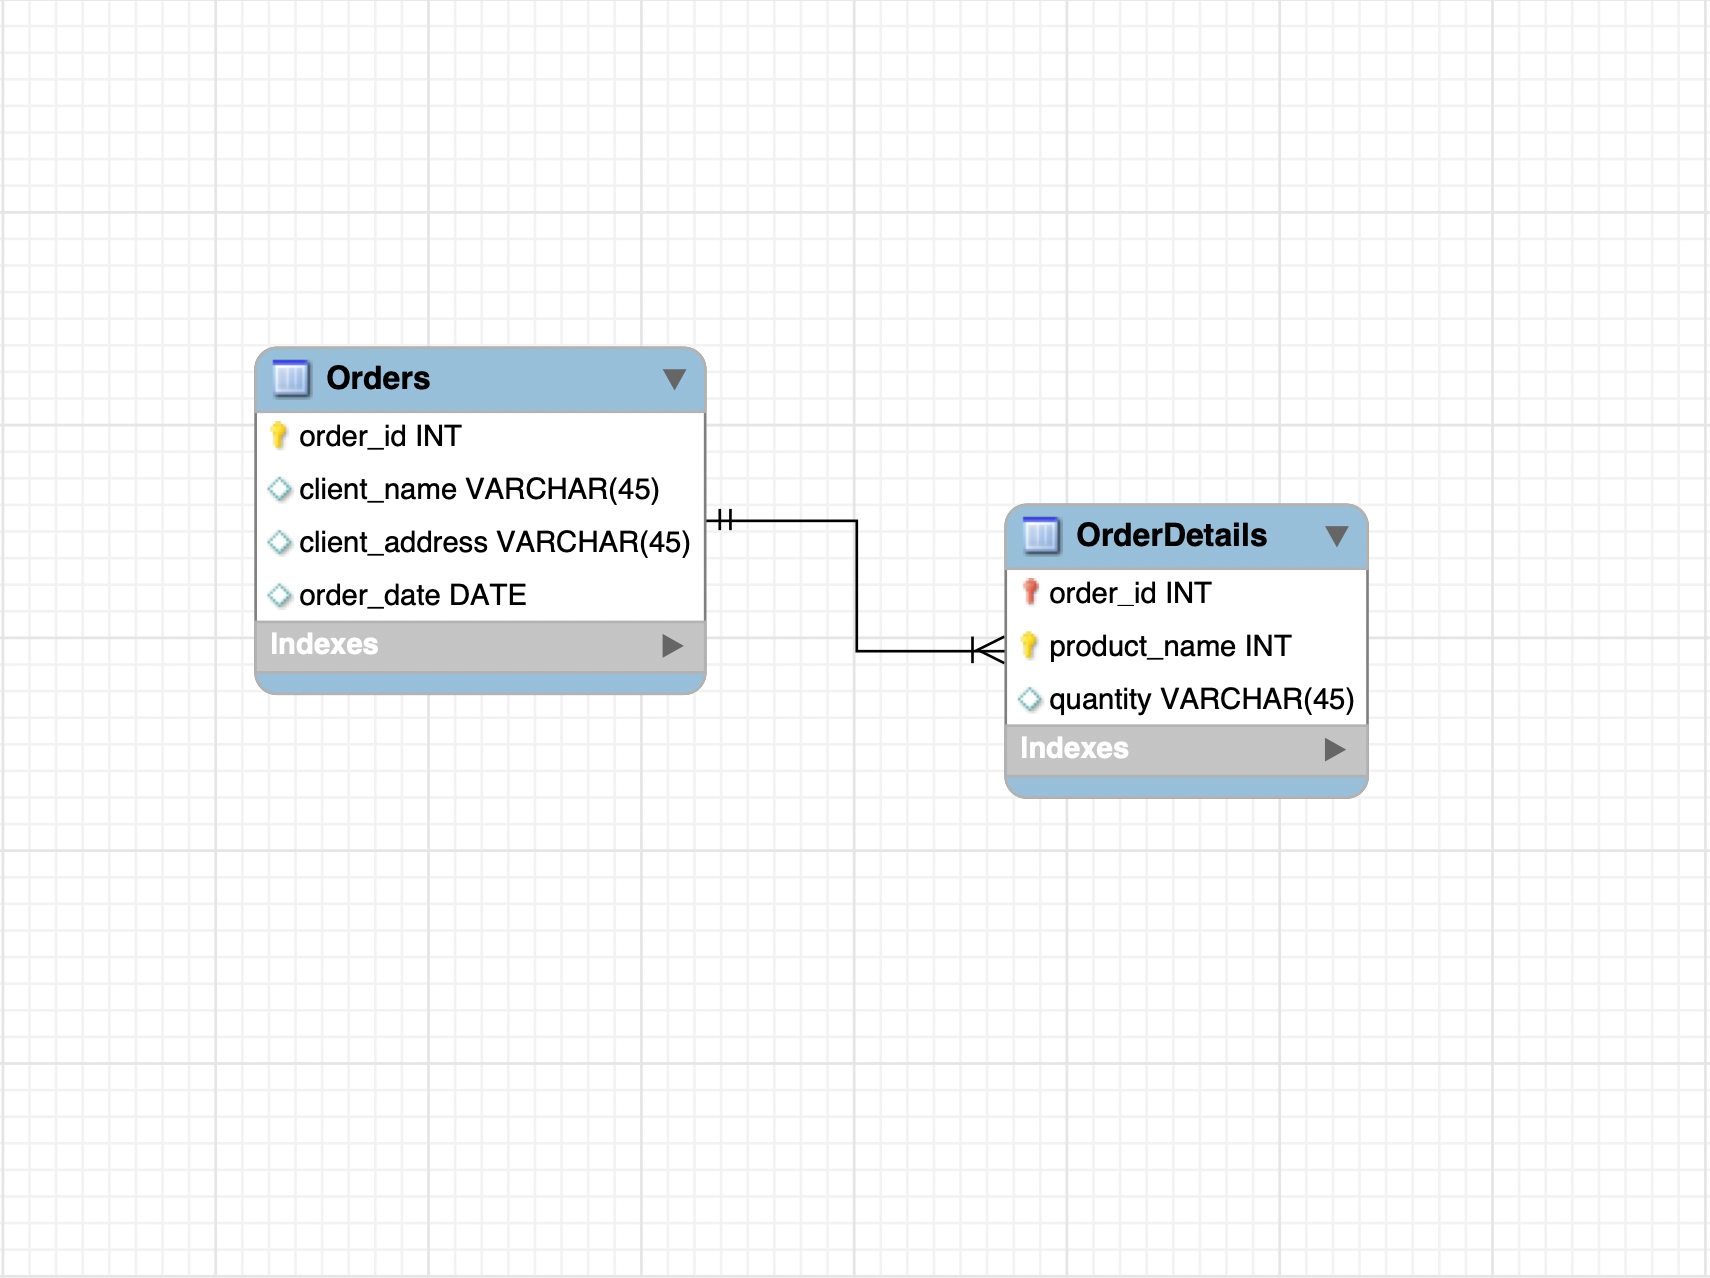 Orders
order_id INT
client_name VARCHAR(45)
client_address VARCHAR(45)
order_date DATE
Indexes
OrderDetails
order_id INT
product_name INT
quantity VARCHAR(45)
Indexes